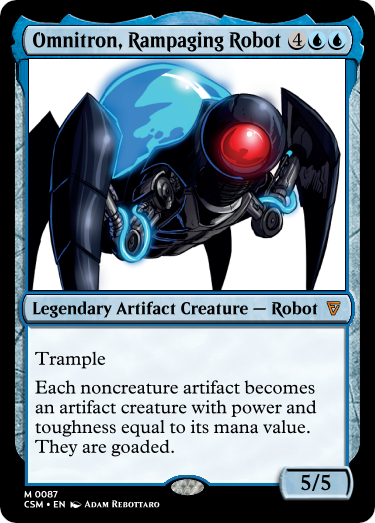 Omnitron, Rampaging Robot 4
Legendary Artifact Creature — Robot
Trample
Each noncreature artifact becomes
an artifact creature with power and
toughness equal to its mana value.
They are goaded.
5/5
M 0087
CSM • EN Adam Rebottaro